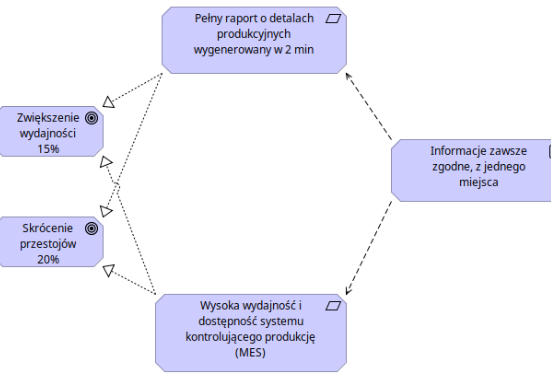 Pełny raport o detalach
produkcyjnych
wygenerowany w 2 min
Zwiększenie
wydajności
15%
Informacje zawsze
zgodne, z jednego
miejsca
Skrócenie
przestojów
20%
Wysoka wydajność i
dostępność systemu
kontrolującego produkcję
(MES)